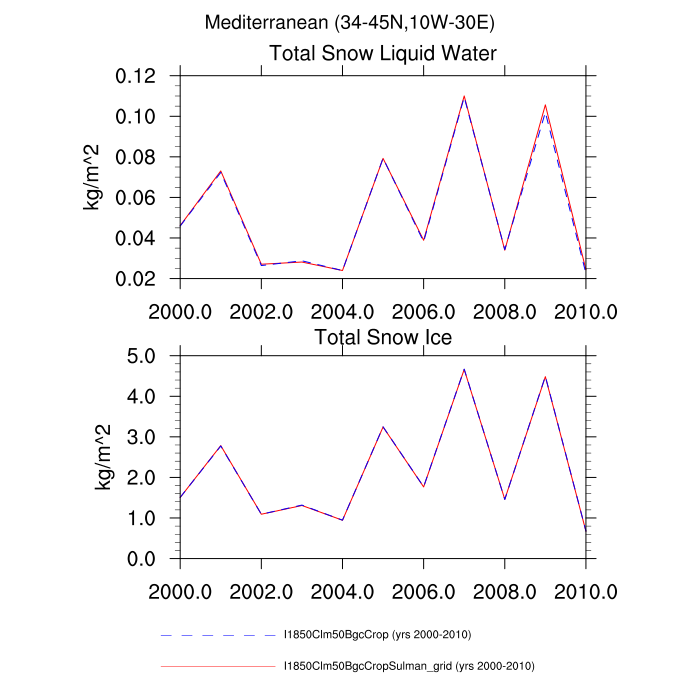 Mediterranean (34-45N,10W-30E)
Total Snow Liquid Water
0.12
0.10
0.08
0.06
0.04
0.02
kg/m^2
2000.0 2002.0 2004.0 2006.0 2008.0 2010.0
Total Snow Ice
5.0
4.0
3.0
2.0
1.0
0.0
kg/m^2
2000.0 2002.0 2004.0 2006.0 2008.0 2010.0
I1850Clm50BgcCrop (yrs 2000-2010)
I1850Clm50BgcCropSulman_grid (yrs 2000-2010)